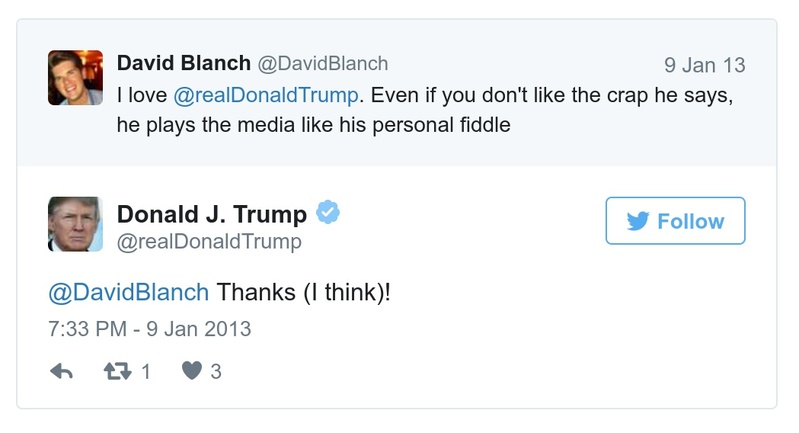 David Blanch @DavidBlanch 9 Jan 13
I love @realDonaldTrump. Even if you don't like the crap he says,
he plays the media like his personal fiddle
Donald J. Trump
@realDonaldTrump
Follow
@DavidBlanch Thanks (I think)!
7:33 PM - 9 Jan 2013
1 3